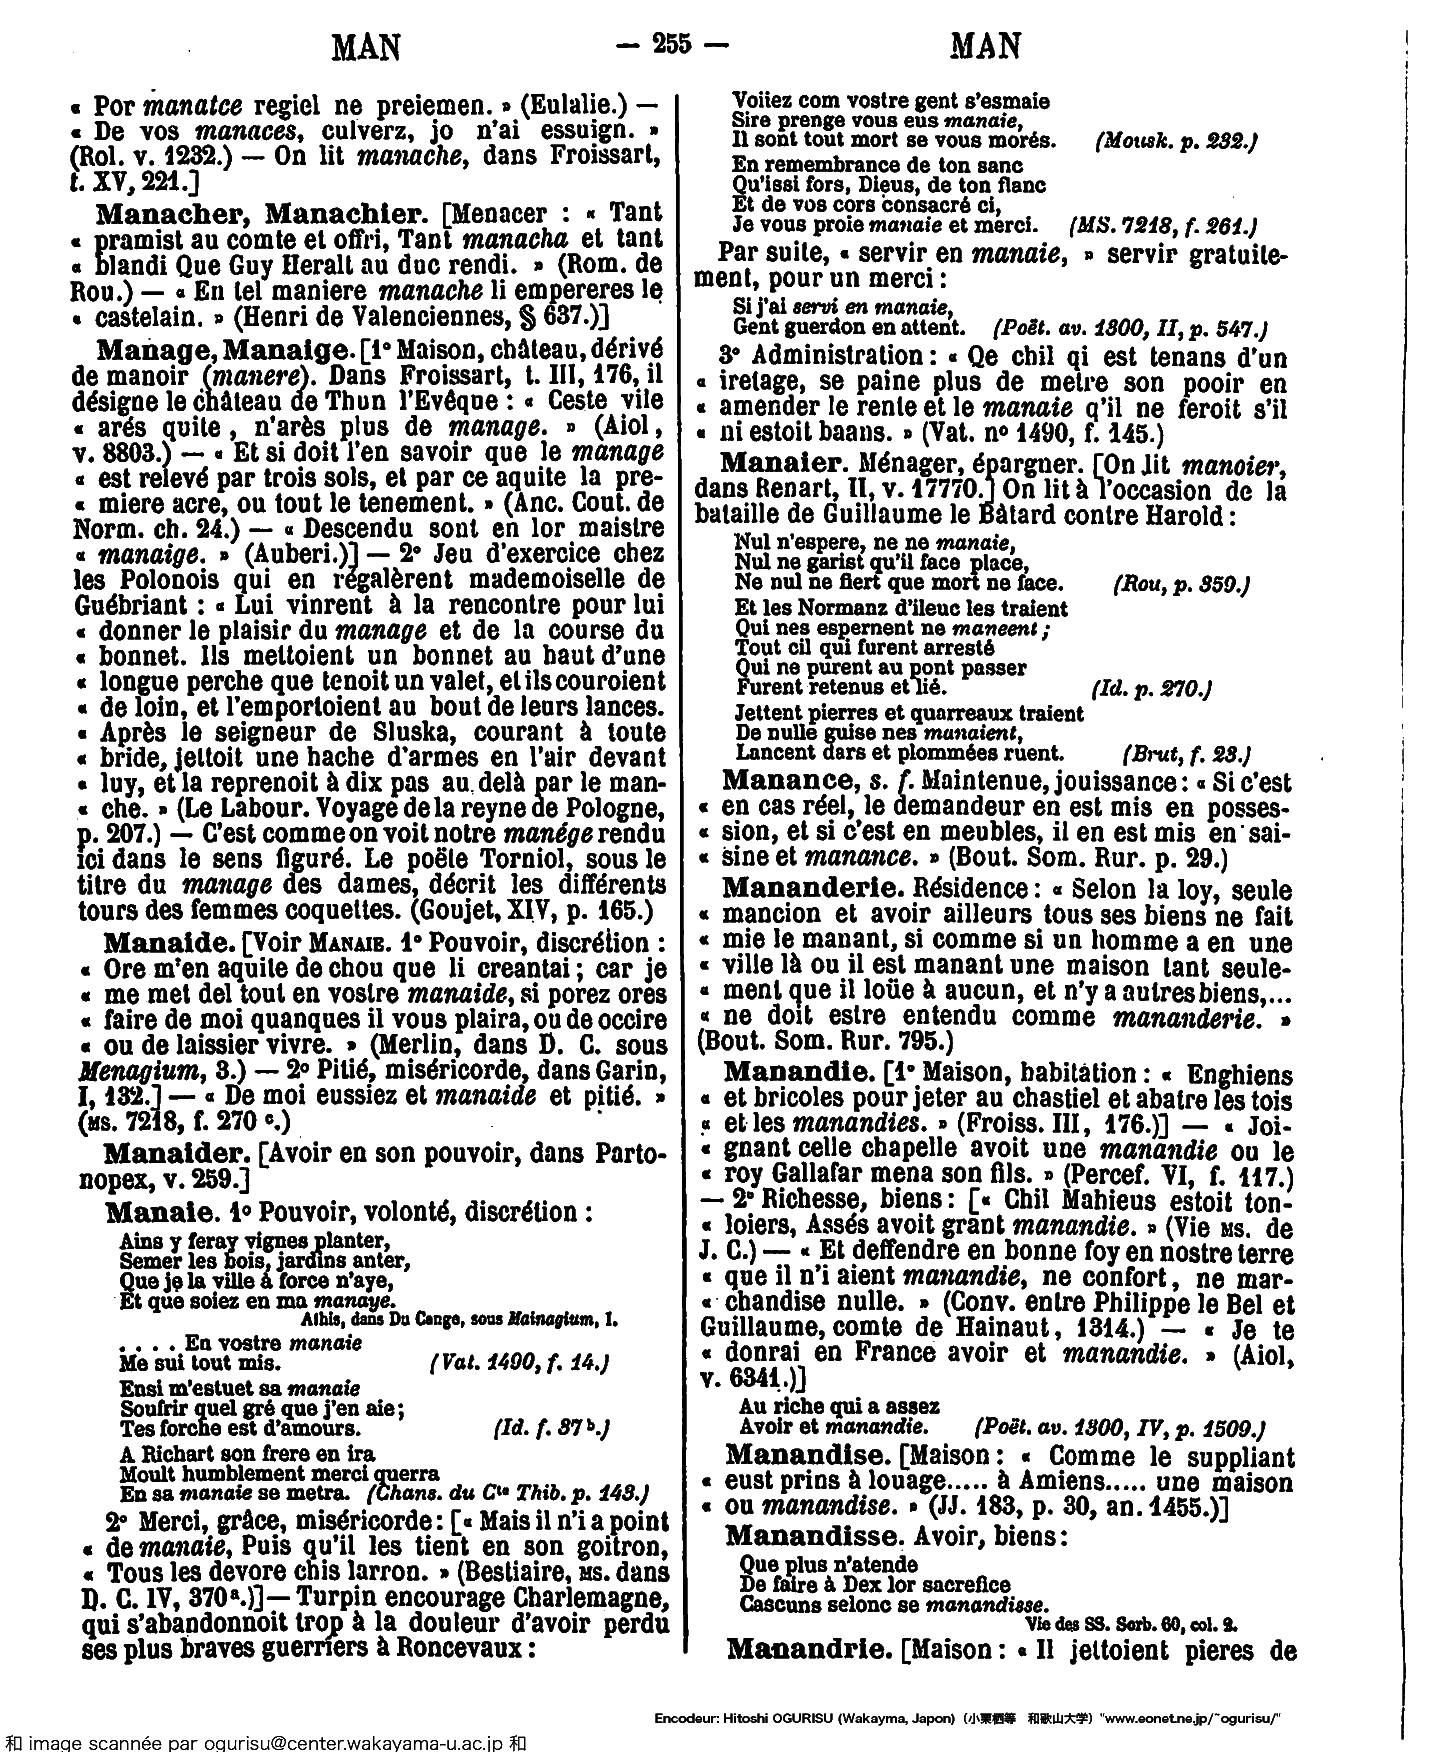 MAN
— 255 —
MAN
« Por manatce regiel ne preiemen. » (Eulalie.) —
« De vos manaces, culverz, jo n'ai essuign. »
(Rol. v. 1232.) — On lit manache, dans Froissart,
t. XV, 221.]
Manacher, Manachier. [Menacer : « Tant
« pramist au comte et offri, Tant manacha et tant
« blandi Que Guy Heralt au duc rendi. » (Rom. de
Rou.) — « En tel maniere manache li empereres le
« castelain. » (Henri de Valenciennes, § 637.)]
Manage, Manaige. [1° Maison, château, dérivé
de manoir (manere). Dans Froissart, t. III, 176, il
désigne le château de Thun l'Evêque : « Ceste vile
« arés quite, n'arès plus de manage. » (Aiol,
v. 8803.) — « Et si doit l'en savoir que le manage
« est relevé par trois sols, et par ce aquite la pre-
« miere acre, ou tout le tenement. » (Anc. Cout. de
Norm. ch. 24.) — « Descendu sont en lor maistre
« manaige. » (Auberi.)] — 2° Jeu d'exercice chez
les Polonois qui en régalèrent mademoiselle de
Guébriant : « Lui vinrent à la rencontre pour lui
« donner le plaisir du manage et de la course du
« bonnet. Ils mettoient un bonnet au haut d'une
« longue perche que tenoit un valet, et ils couroient
« de loin, et l'emportoient au bout de leurs lances.
« Après le seigneur de Sluska, courant à toute
« bride, jettoit une hache d'armes en l'air devant
« luy, et la reprenoit à dix pas au delà par le man-
« che. » (Le Labour. Voyage de la reyne de Pologne,
p. 207.) — C'est comme on voit notre manége rendu
ici dans le sens figuré. Le poëte Torniol, sous le
titre du manage des dames, décrit les différents
tours des femmes coquettes. (Goujet, XIV, p. 165.)
Manaide. [Voir MANAIE. 1° Pouvoir, discrétion :
« Ore m'en aquite de chou que li creantai ; car je
« me met del tout en vostre manaide, si porez ores
« faire de moi quanques il vous plaira, ou de occire
« ou de laissier vivre. » (Merlin, dans D. C. sous
Menagium, 3.) — 2° Pitié, miséricorde, dans Garin,
I, 132.] — « De moi eussiez et manaide et pitié. »
(MS. 7218, f. 270 c.)
Manaider. [Avoir en son pouvoir, dans Parto-
nopex, v. 259.]
Manaie. 1° Pouvoir, volonté, discrétion :
Ains y feray vignes planter,
Semer les bois, jardins anter,
Que je la ville à force n'aye,
Et que soiez en ma manaye.
Athis, dans Du Cange, sous Mainagium, I.
. . . . En vostre manaie
Me sui tout mis. (Vat. 1490, f. 14.)
Ensi m'estuet sa manaie
Soufrir quel gré que j'en aie ;
Tes forche est d'amours. (Id. f. 37 b.)
A Richart son frere en ira
Moult humblement merci querra
En sa manaie se metra. (Chans. du Cte Thib. p. 143.)
2° Merci, grâce, miséricorde : [« Mais il n'i a point
« de manaie, Puis qu'il les tient en son goitron,
« Tous les devore chis larron. » (Bestiaire, MS. dans
D. C. IV, 370 a.)] — Turpin encourage Charlemagne,
qui s'abandonnoit trop à la douleur d'avoir perdu
ses plus braves guerriers à Roncevaux :
Voiiez com vostre gent s'esmaie
Sire prenge vous eus manaie,
Il sont tout mort se vous morés. (Mousk. p. 232.)
En remembrance de ton sanc
Qu'issi fors, Dieus, de ton flanc
Et de vos cors consacré ci,
Je vous proie manaie et merci. (MS. 7218, f. 261.)
Par suite, « servir en manaie, » servir gratuite-
ment, pour un merci :
Si j'ai servi en manaie,
Gent guerdon en attent. (Poët. av. 1300, II, p. 547.)
3° Administration : « Qe chil qi est tenans d'un
« iretage, se paine plus de metre son pooir en
« amender le rente et le manaie q'il ne feroit s'il
« ni estoit baans. » (Vat. n° 1490, f. 145.)
Manaier. Ménager, épargner. [On lit manoier,
dans Renart, II, v. 17770.] On lit à l'occasion de la
bataille de Guillaume le Bâtard contre Harold :
Nul n'espere, ne ne manaie,
Nul ne garist qu'il face place,
Ne nul ne fiert que mort ne face. (Rou, p. 359.)
Et les Normanz d'ileuc les traient
Qui nes espernent ne maneent ;
Tout cil qui furent arresté
Qui ne purent au pont passer
Furent retenus et lié. (Id. p. 270.)
Jettent pierres et quarreaux traient
De nulle guise nes manaient,
Lancent dars et plommées ruent. (Brut, f. 23.)
Manance, s. f. Maintenue, jouissance : « Si c'est
« en cas réel, le demandeur en est mis en posses-
« sion, et si c'est en meubles, il en est mis en sai-
« sine et manance. » (Bout. Som. Rur. p. 29.)
Mananderie. Résidence : « Selon la loy, seule
« mancion et avoir ailleurs tous ses biens ne fait
« mie le manant, si comme si un homme a en une
« ville là ou il est manant une maison tant seule-
« ment que il loüe à aucun, et n'y a autres biens,...
« ne doit estre entendu comme mananderie. »
(Bout. Som. Rur. 795.)
Manandie. [1° Maison, habitation : « Enghiens
« et bricoles pour jeter au chastiel et abatre les tois
« et les manandies. » (Froiss. III, 176.)] — « Joi-
« gnant celle chapelle avoit une manandie ou le
« roy Gallafar mena son fils. » (Percef. VI, f. 117.)
— 2° Richesse, biens : [« Chil Mahieus estoit ton-
« loiers, Assés avoit grant manandie. » (Vie MS. de
J. C.) — « Et deffendre en bonne foy en nostre terre
« que il n'i aient manandie, ne confort, ne mar-
« chandise nulle. » (Conv. entre Philippe le Bel et
Guillaume, comte de Hainaut, 1314.) — « Je te
« donrai en France avoir et manandie. » (Aiol,
v. 6341.)]
Au riche qui a assez
Avoir et manandie. (Poët. av. 1300, IV, p. 1509.)
Manandise. [Maison : « Comme le suppliant
« eust prins à louage..... à Amiens..... une maison
« ou manandise. » (JJ. 183, p. 30, an. 1455.)]
Manandisse. Avoir, biens :
Que plus n'atende
De faire à Dex lor sacrefice
Cascuns selonc se manandisse.
Vie des SS. Sorb. 60, col. 2.
Manandrie. [Maison : « Il jettoient pieres de
Encodeur: Hitoshi OGURISU (Wakayma, Japon) (小栗栖等 和歌山大学) "www.eonet.ne.jp/~ogurisu/"
和 image scannée par ogurisu@center.wakayama-u.ac.jp 和